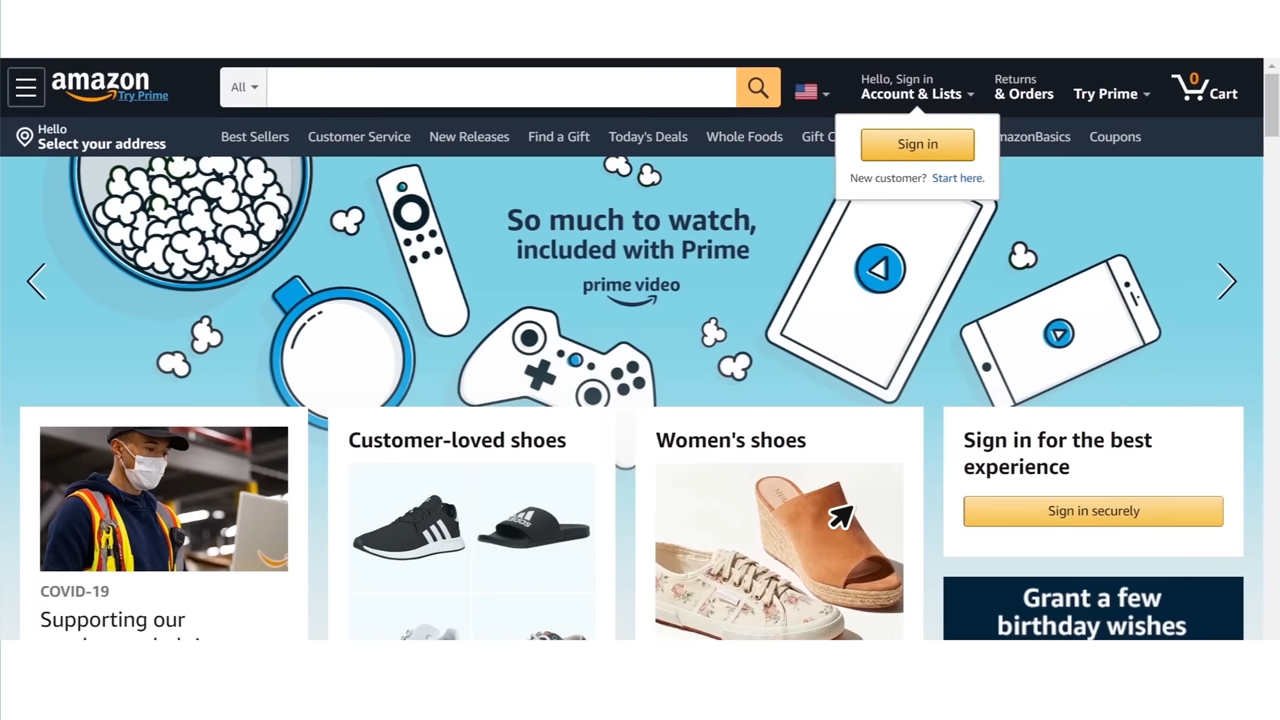 amazon
Try Prime
All
Hello, Sign in
Account & Lists
Returns
& Orders
Try Prime
0
Cart
Hello
Select your address
Best Sellers
Customer Service
New Releases
Find a Gift
Today's Deals
Whole Foods
Gift C
mazonBasics
Coupons
Sign in
New customer? Start here.
So much to watch,
included with Prime
prime video
Customer-loved shoes
Women's shoes
Sign in for the best
experience
Sign in securely
adidas
COVID-19
Supporting our
Grant a few
birthday wishes